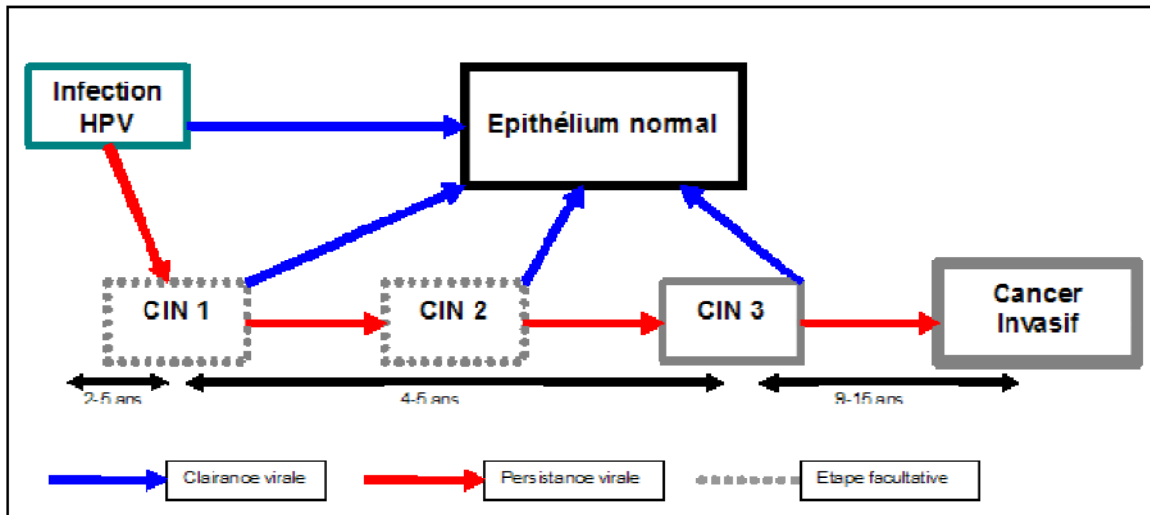 Infection
HPV
Epithélium normal
CIN 1
CIN 2
CIN 3
Cancer
Invasif
2-5 ans
4-5 ans
9-15 ans
Clairance virale
Persistance virale
Etape facultative